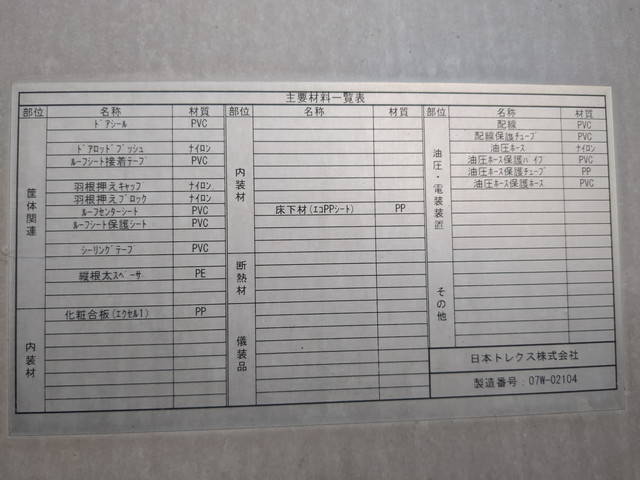 主要材料一覧表
部位 名称 材質 部位 名称 材質 部位 名称 材質
筐体関連
ﾄﾞｱｼｰﾙ PVC
ﾄﾞｱﾛｯﾄﾞﾌﾞｯｼｭ ﾅｲﾛﾝ
ﾙｰﾌｼｰﾄ接着ﾃｰﾌﾟ PVC
羽根押えｷｬｯﾌﾟ ﾅｲﾛﾝ
羽根押えﾌﾞﾛｯｸ ﾅｲﾛﾝ
ﾙｰﾌｾﾝﾀｰｼｰﾄ PVC
ﾙｰﾌｼｰﾄ保護ｼｰﾄ PVC
ｼｰﾘﾝｸﾞﾃｰﾌﾟ PVC
縦根太ｽﾍﾟｰｻ PE
内装材
化粧合板(ｴｸｾﾙ1) PP
内装材
床下材(ｴｺPPｼｰﾄ) PP
断熱材
儀装品
油圧・電装装置
配線 PVC
配線保護ﾁｭｰﾌﾞ PVC
油圧ﾎｰｽ ﾅｲﾛﾝ
油圧ﾎｰｽ保護ﾊﾟｲﾌﾟ PVC
油圧ﾎｰｽ保護ﾁｭｰﾌﾞ PP
油圧ﾎｰｽ保護ﾎｰｽ PVC
その他
日本トレクス株式会社
製造番号：07W-02104